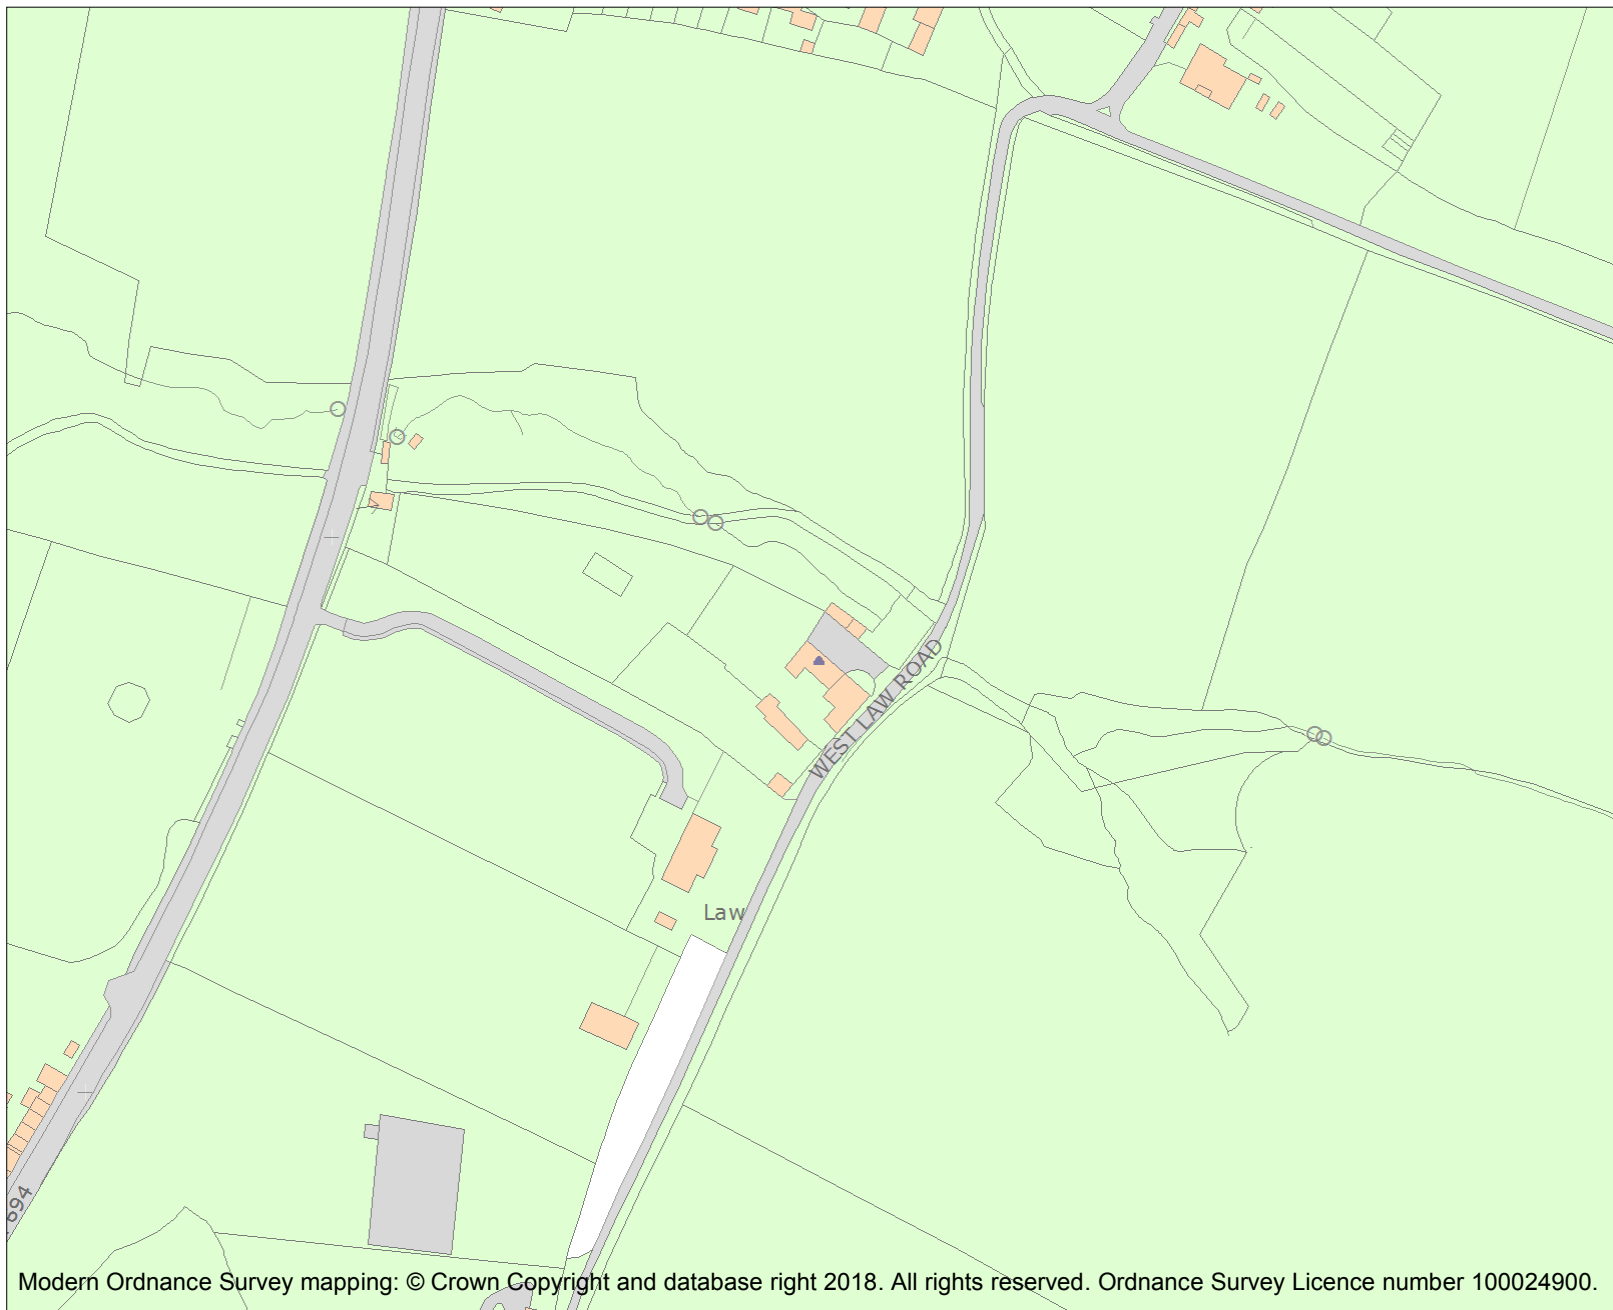 WEST LAW ROAD
Law
694
Modern Ordnance Survey mapping: © Crown Copyright and database right 2018. All rights reserved. Ordnance Survey Licence number 100024900.